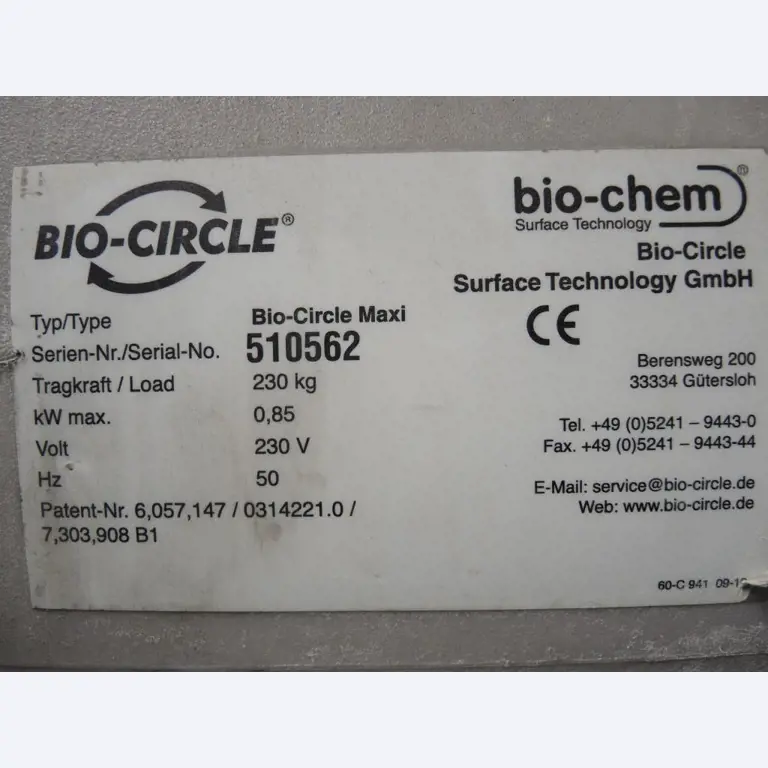 BIO-CIRCLE®
bio-chem®
Surface Technology
Bio-Circle
Surface Technology GmbH
CE
Typ/Type Bio-Circle Maxi
Serien-Nr./Serial-No. 510562
Tragkraft / Load 230 kg
kW max. 0,85
Volt 230 V
Hz 50
Patent-Nr. 6,057,147 / 0314221.0 /
7,303,908 B1
Berensweg 200
33334 Gütersloh
Tel. +49 (0)5241 – 9443-0
Fax. +49 (0)5241 – 9443-44
E-Mail: service@bio-circle.de
Web: www.bio-circle.de
60-C 941